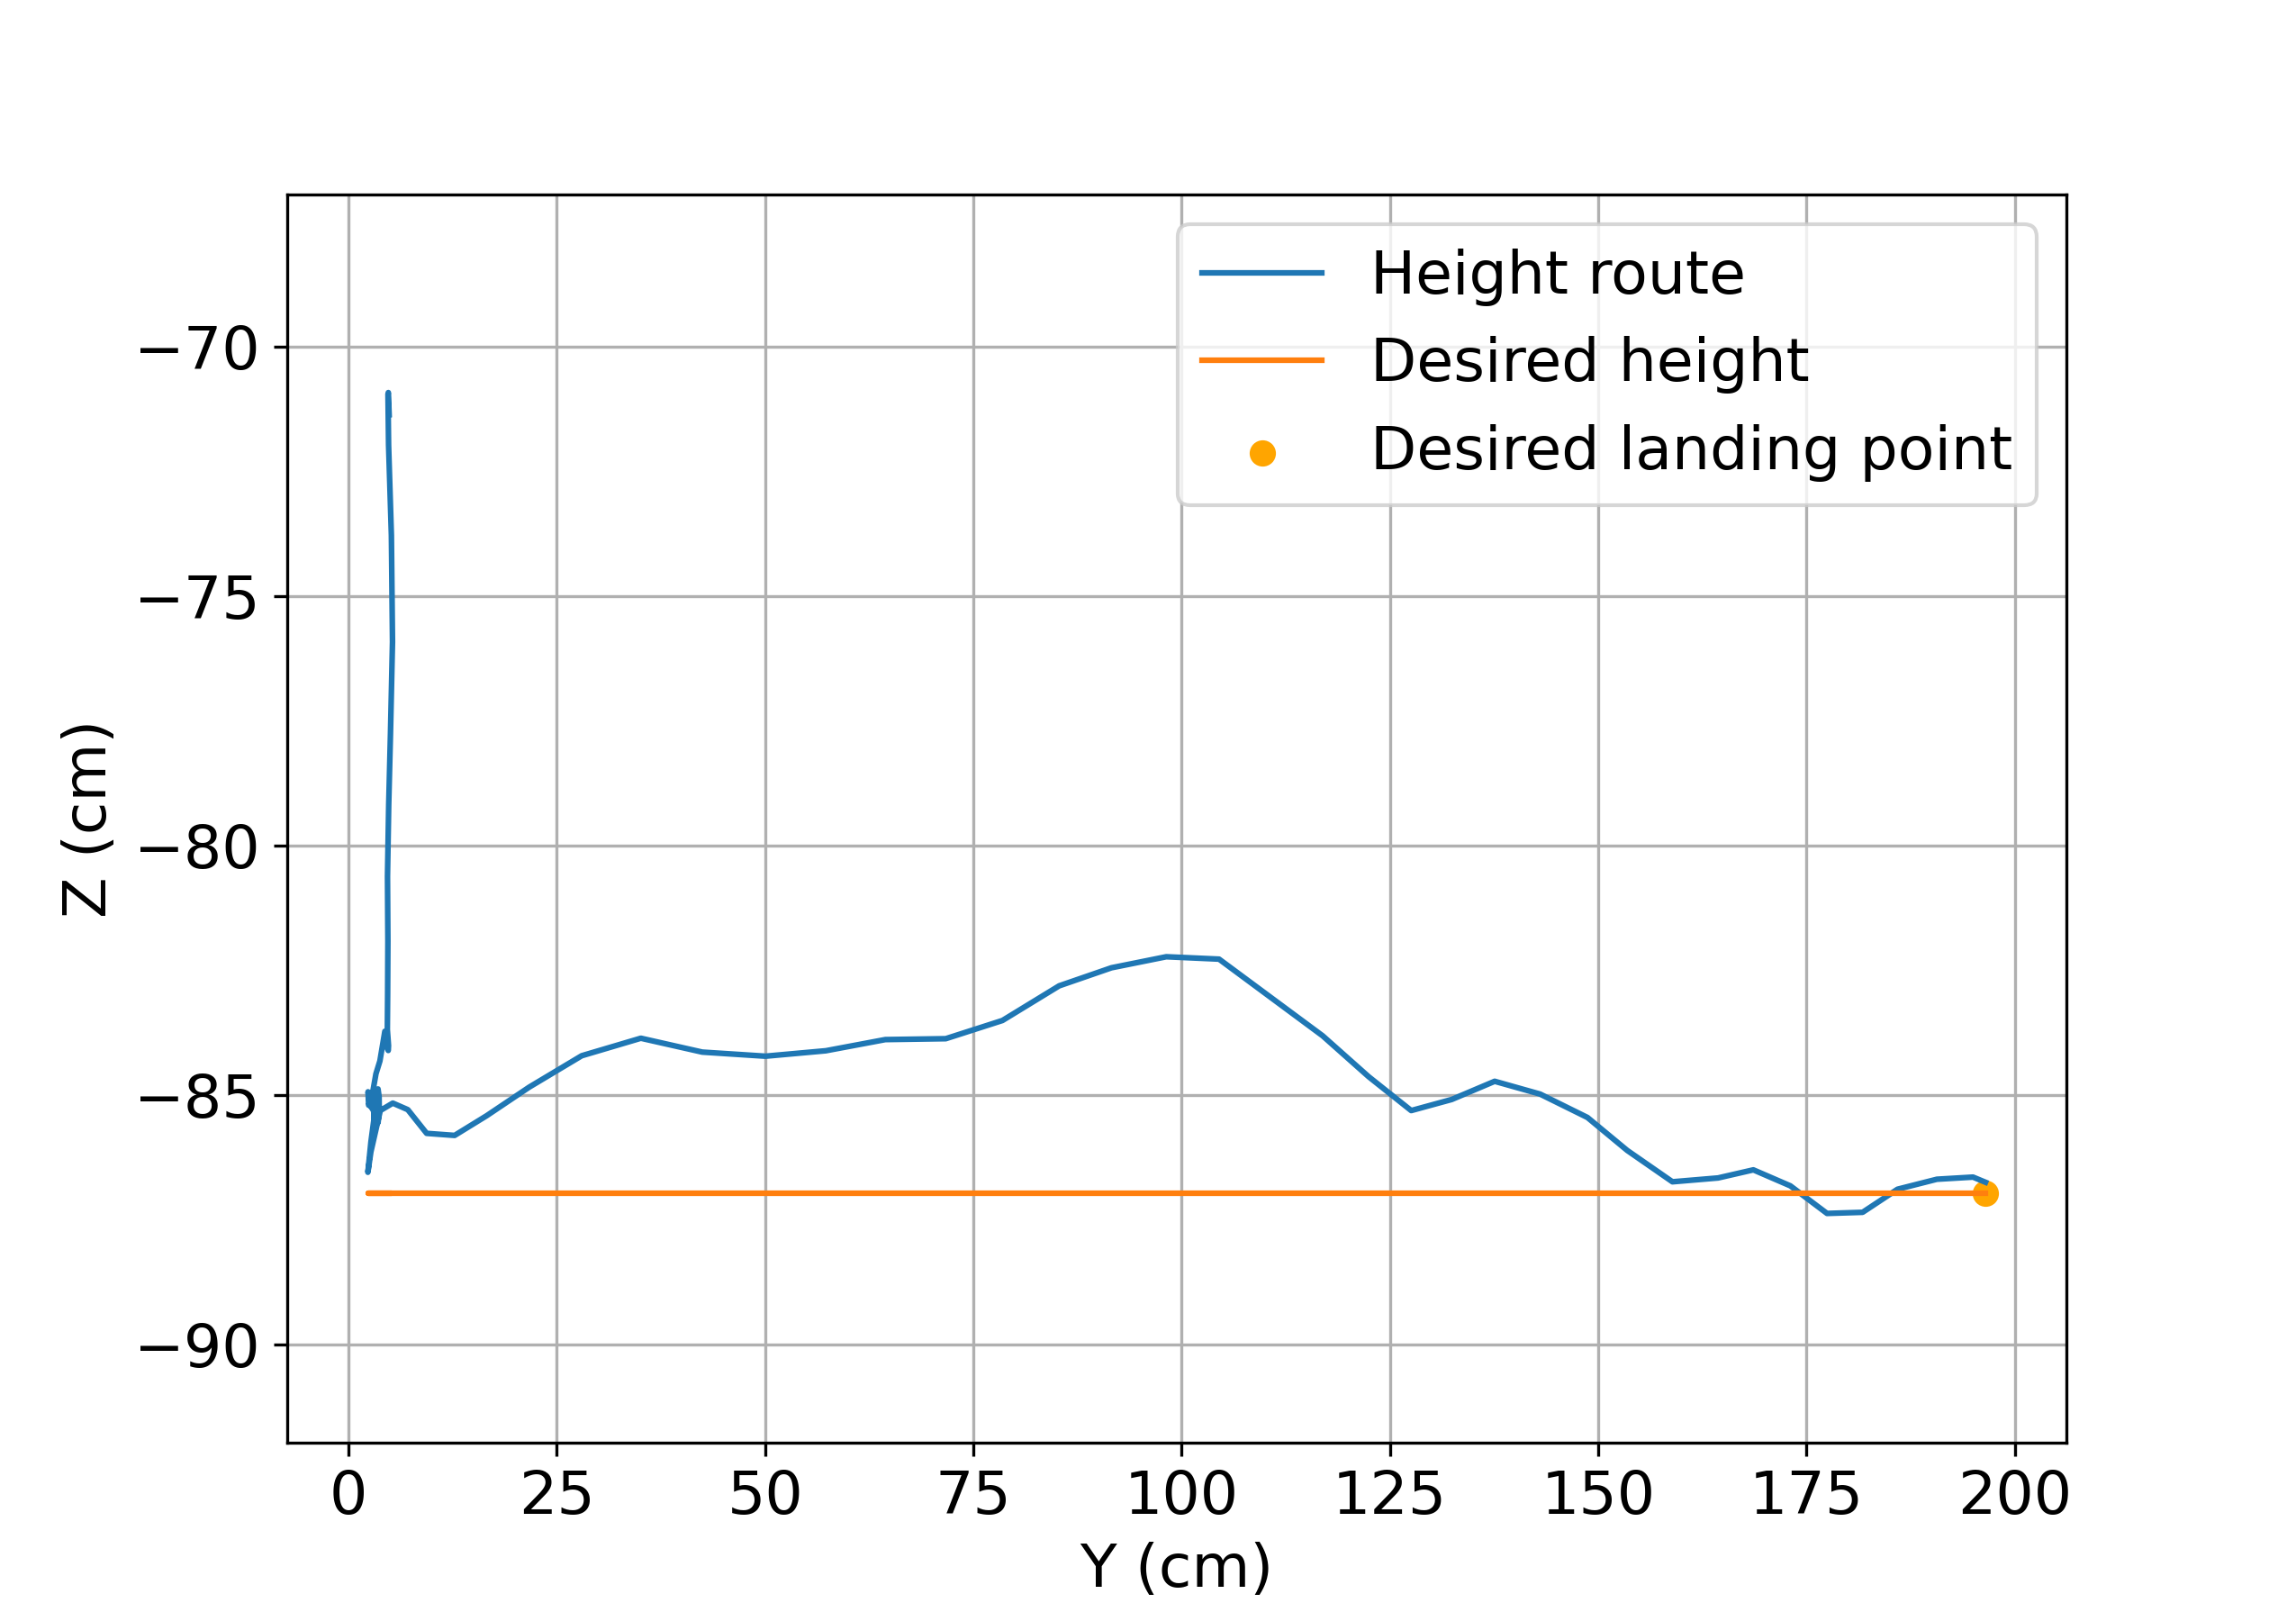 Height route
Desired height
Desired landing point
−70
−75
−80
−85
−90
Z (cm)
0 25 50 75 100 125 150 175 200
Y (cm)